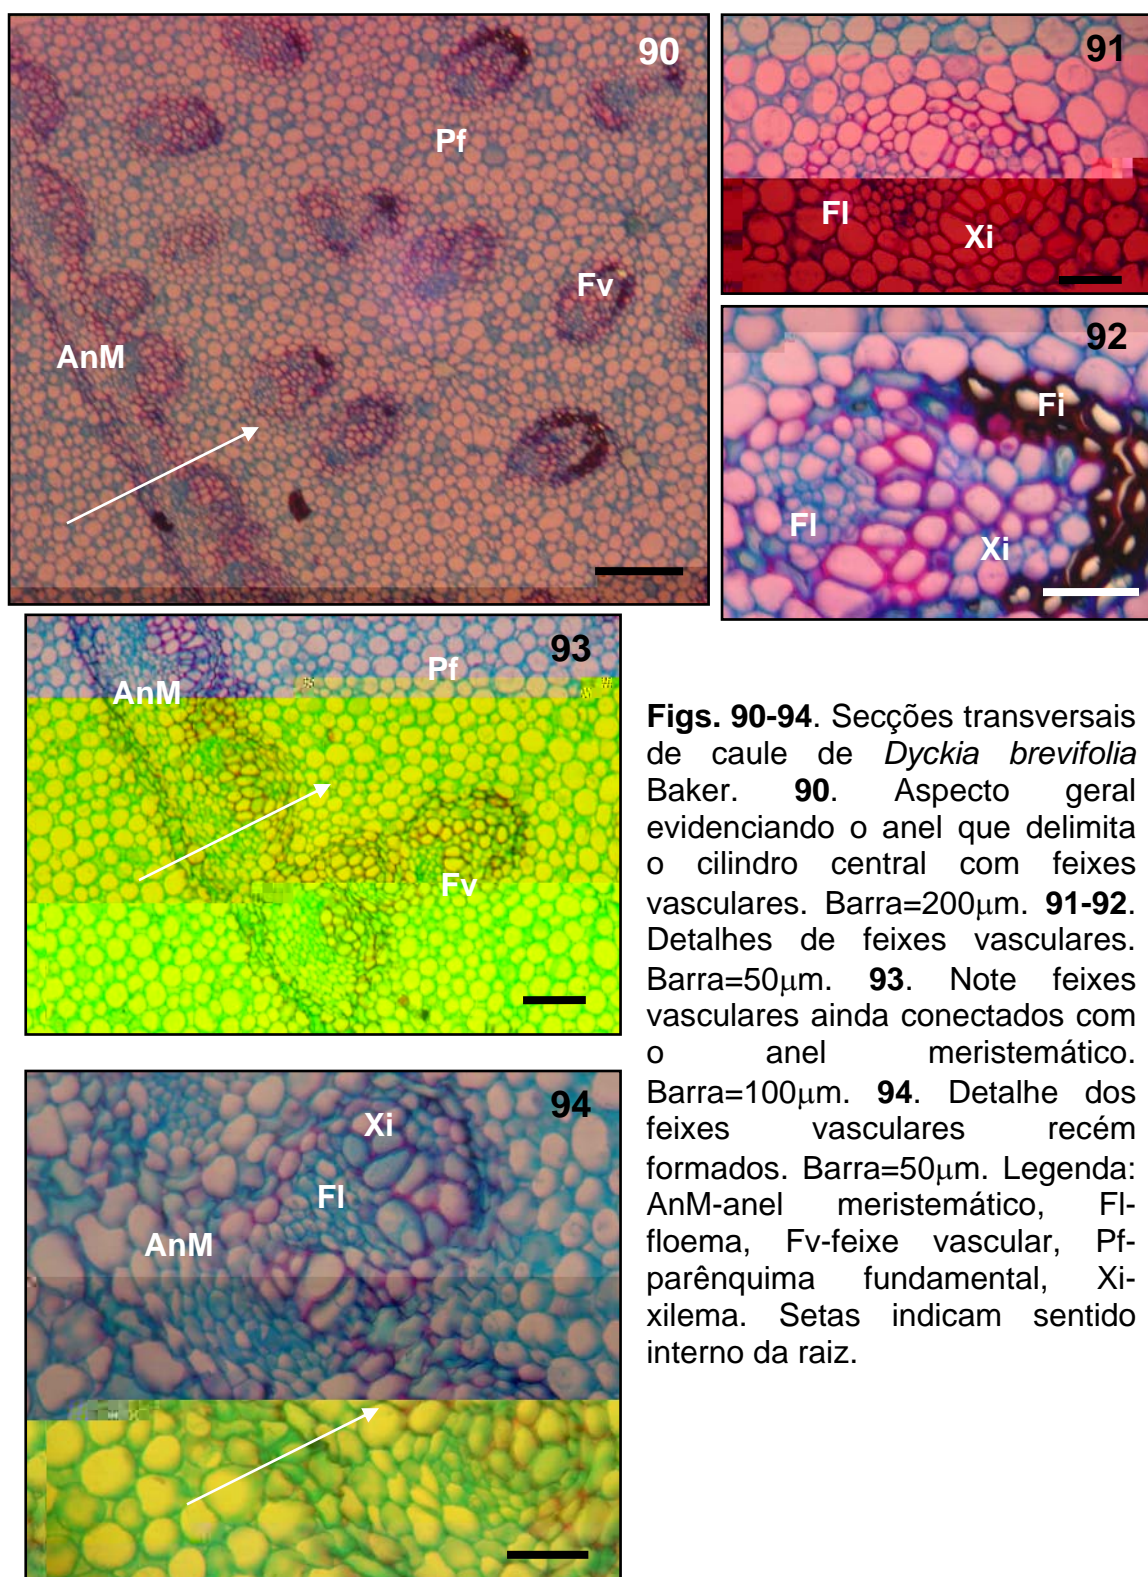 90
Pf
Fv
AnM
91
Fl
Xi
92
Fi
Fl
Xi
93
Pf
AnM
Fv
94
Xi
Fl
AnM
Figs. 90-94. Secções transversais
de caule de Dyckia brevifolia
Baker. 90. Aspecto geral
evidenciando o anel que delimita
o cilindro central com feixes
vasculares. Barra=200μm. 91-92.
Detalhes de feixes vasculares.
Barra=50μm. 93. Note feixes
vasculares ainda conectados com
o anel meristemático.
Barra=100μm. 94. Detalhe dos
feixes vasculares recém
formados. Barra=50μm. Legenda:
AnM-anel meristemático, Fl-
floema, Fv-feixe vascular, Pf-
parênquima fundamental, Xi-
xilema. Setas indicam sentido
interno da raiz.